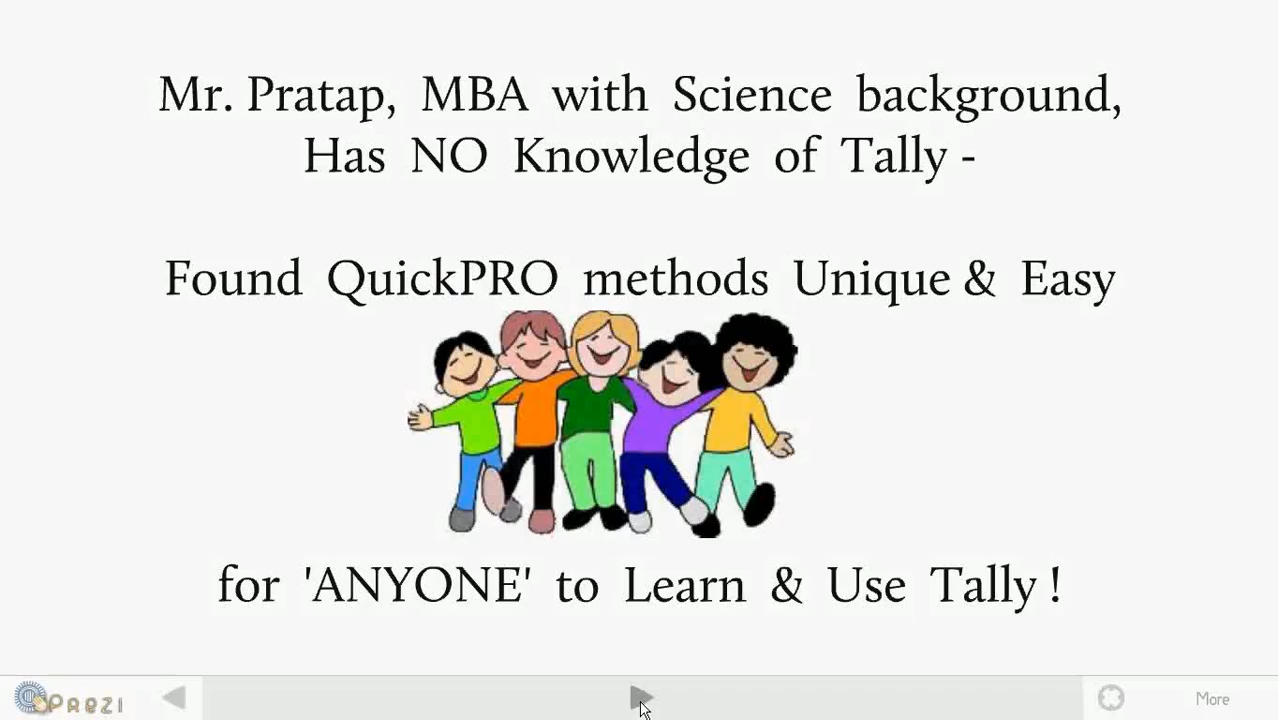 Mr. Pratap, MBA with Science background,
Has NO Knowledge of Tally -
Found QuickPRO methods Unique & Easy
for 'ANYONE' to Learn & Use Tally !
Prezi
More